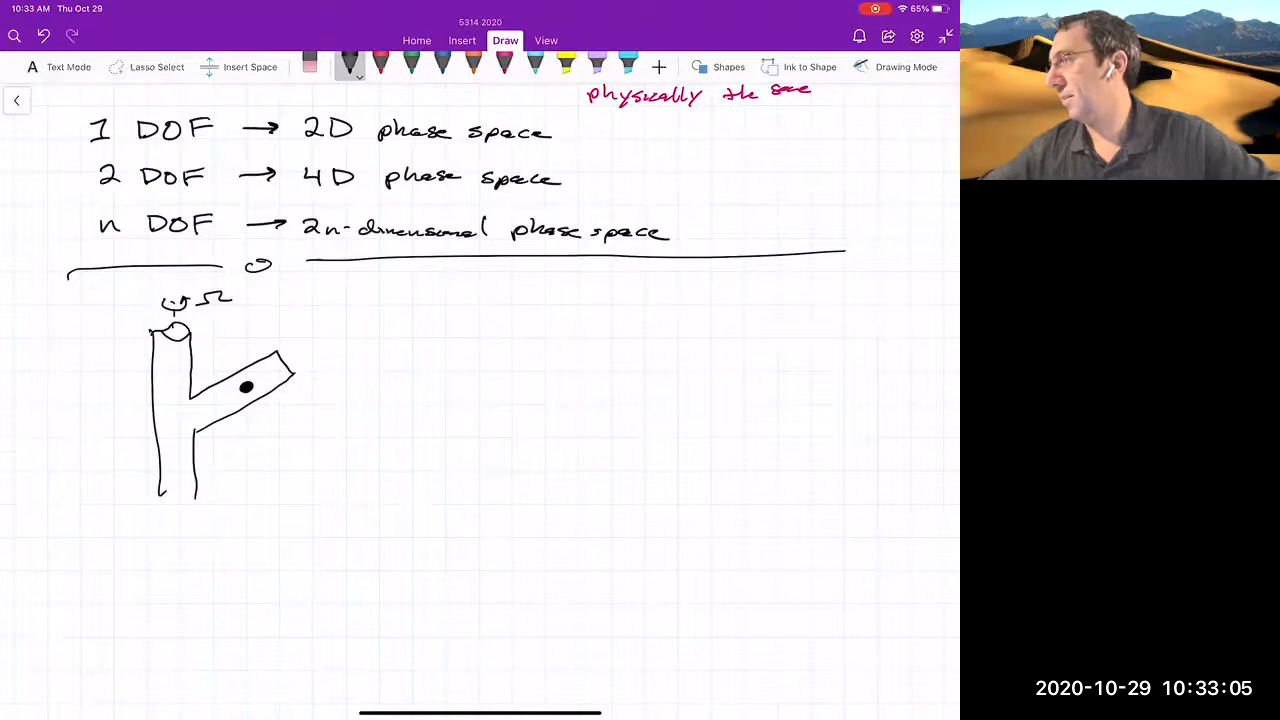 10:33 AM Thu Oct 29
65%
5314 2020
Home Insert Draw View
A Text Mode Lasso Select Insert Space Shapes Ink to Shape Drawing Mode
physically the same
1 DOF → 2D phase space
2 DOF → 4D phase space
n DOF → 2n-dimensional phase space
Ω
2020-10-29 10:33:05